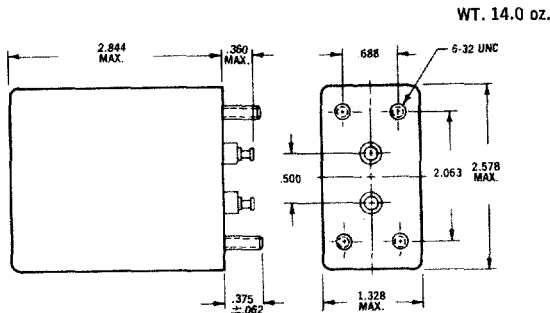 WT. 14.0 oz.
2.844
MAX.
.360
MAX.
.688
6-32 UNC
.500
2.063
2.578
MAX.
.375
±.062
1.328
MAX.